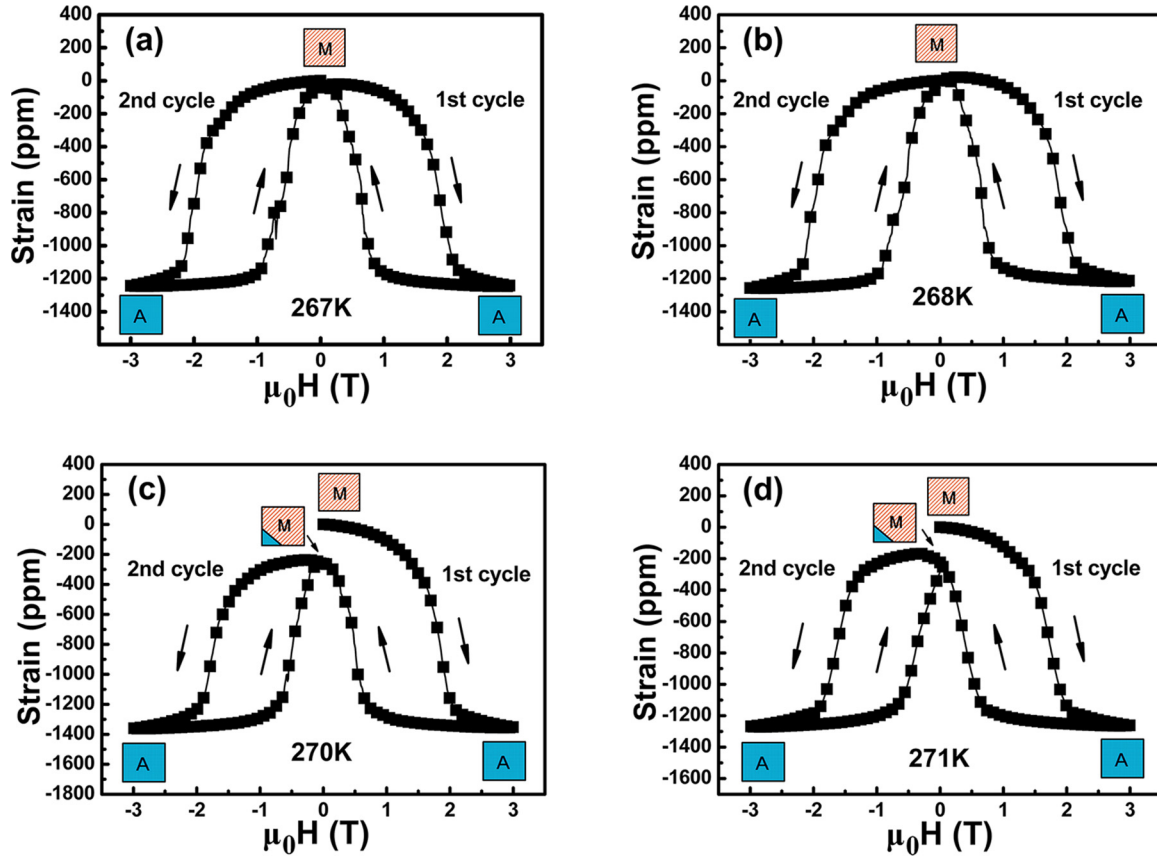 (a)
M
2nd cycle
1st cycle
267K
A
A
400
200
0
-200
-400
-600
-800
-1000
-1200
-1400
Strain (ppm)
-3 -2 -1 0 1 2 3
μ₀H (T)
(b)
M
2nd cycle
1st cycle
268K
A
A
400
200
0
-200
-400
-600
-800
-1000
-1200
-1400
Strain (ppm)
-3 -2 -1 0 1 2 3
μ₀H (T)
(c)
M
M
2nd cycle
1st cycle
270K
A
A
400
200
0
-200
-400
-600
-800
-1000
-1200
-1400
-1600
-1800
Strain (ppm)
-3 -2 -1 0 1 2 3
μ₀H (T)
(d)
M
M
2nd cycle
1st cycle
271K
A
A
400
200
0
-200
-400
-600
-800
-1000
-1200
-1400
-1600
Strain (ppm)
-3 -2 -1 0 1 2 3
μ₀H (T)